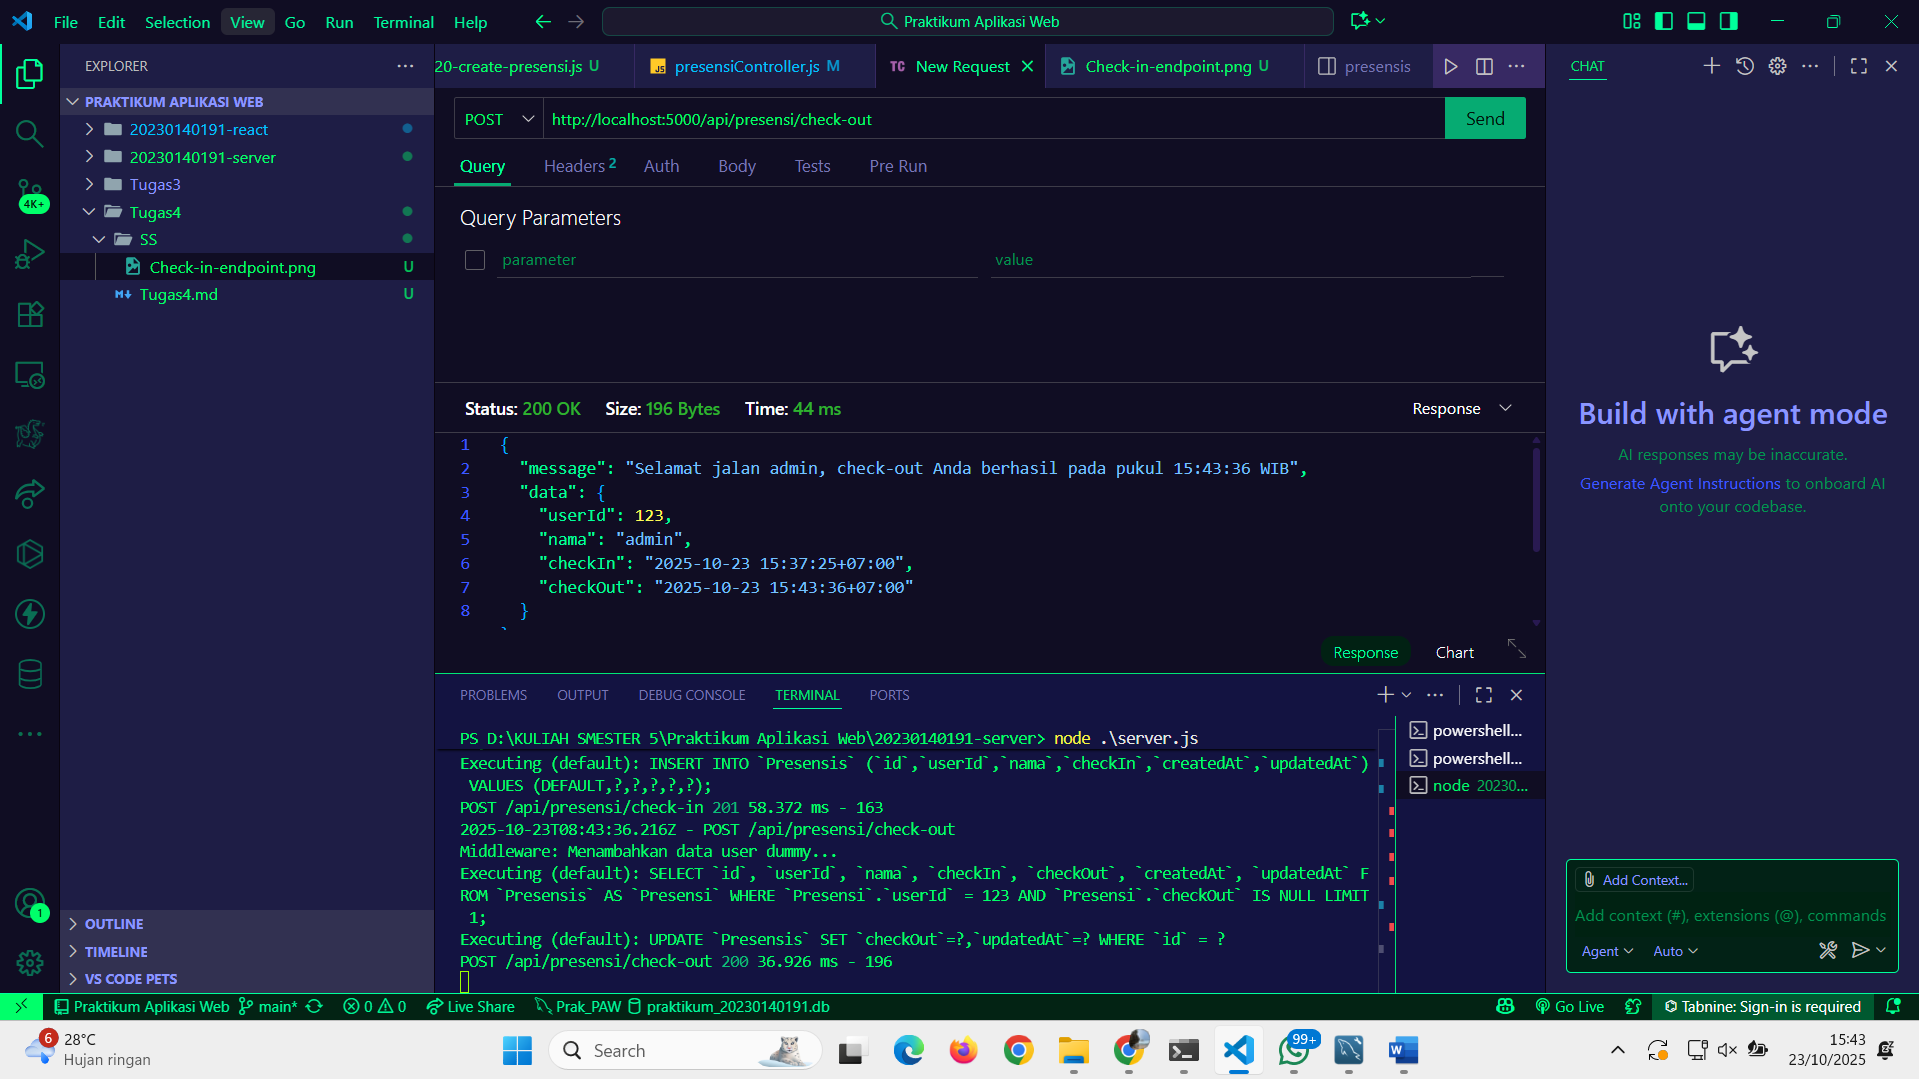 File Edit Selection View Go Run Terminal Help
Praktikum Aplikasi Web
EXPLORER
PRAKTIKUM APLIKASI WEB
20230140191-react
20230140191-server
Tugas3
Tugas4
SS
Check-in-endpoint.png U
Tugas4.md U
4K+
1
OUTLINE
TIMELINE
VS CODE PETS
20-create-presensi.js U
JS presensiController.js M
TC New Request
Check-in-endpoint.png U
presensis
POST http://localhost:5000/api/presensi/check-out Send
Query Headers 2 Auth Body Tests Pre Run
Query Parameters
parameter value
Status: 200 OK Size: 196 Bytes Time: 44 ms Response
1 {
2 "message": "Selamat jalan admin, check-out Anda berhasil pada pukul 15:43:36 WIB",
3 "data": {
4 "userId": 123,
5 "nama": "admin",
6 "checkIn": "2025-10-23 15:37:25+07:00",
7 "checkOut": "2025-10-23 15:43:36+07:00"
8 }
Response Chart
PROBLEMS OUTPUT DEBUG CONSOLE TERMINAL PORTS
PS D:\KULIAH SMESTER 5\Praktikum Aplikasi Web\20230140191-server> node .\server.js
Executing (default): INSERT INTO `Presensis` (`id`,`userId`,`nama`,`checkIn`,`createdAt`,`updatedAt`)
VALUES (DEFAULT,?,?,?,?,?);
POST /api/presensi/check-in 201 58.372 ms - 163
2025-10-23T08:43:36.216Z - POST /api/presensi/check-out
Middleware: Menambahkan data user dummy...
Executing (default): SELECT `id`, `userId`, `nama`, `checkIn`, `checkOut`, `createdAt`, `updatedAt` F
ROM `Presensis` AS `Presensi` WHERE `Presensi`.`userId` = 123 AND `Presensi`.`checkOut` IS NULL LIMIT
1;
Executing (default): UPDATE `Presensis` SET `checkOut`=?,`updatedAt`=? WHERE `id` = ?
POST /api/presensi/check-out 200 36.926 ms - 196
powershell...
powershell...
node 20230...
CHAT
Build with agent mode
AI responses may be inaccurate.
Generate Agent Instructions to onboard AI
onto your codebase.
Add Context...
Add context (#), extensions (@), commands
Agent Auto
Praktikum Aplikasi Web main* 0 0 Live Share Prak_PAW praktikum_20230140191.db
Go Live Tabnine: Sign-in is required
6
28°C
Hujan ringan
Search
99+
15:43
23/10/2025